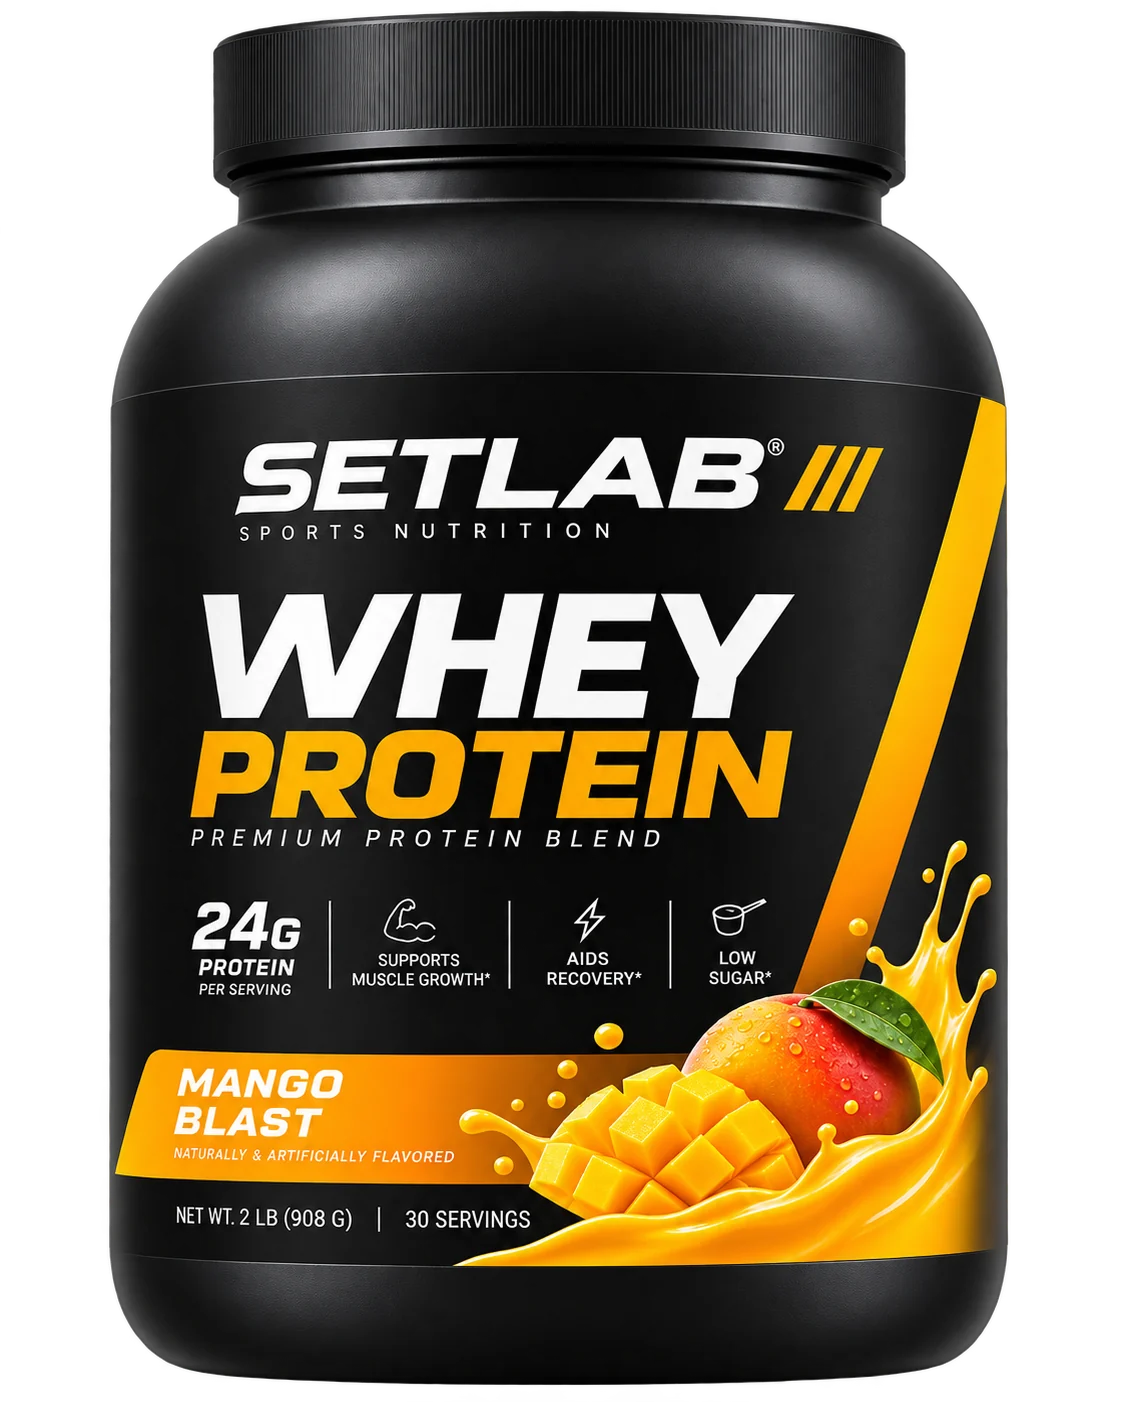 SETLAB®
SPORTS NUTRITION
WHEY
PROTEIN
PREMIUM PROTEIN BLEND
24G
PROTEIN
PER SERVING
SUPPORTS
MUSCLE GROWTH*
AIDS
RECOVERY*
LOW
SUGAR*
MANGO
BLAST
NATURALLY & ARTIFICIALLY FLAVORED
NET WT. 2 LB (908 G) | 30 SERVINGS